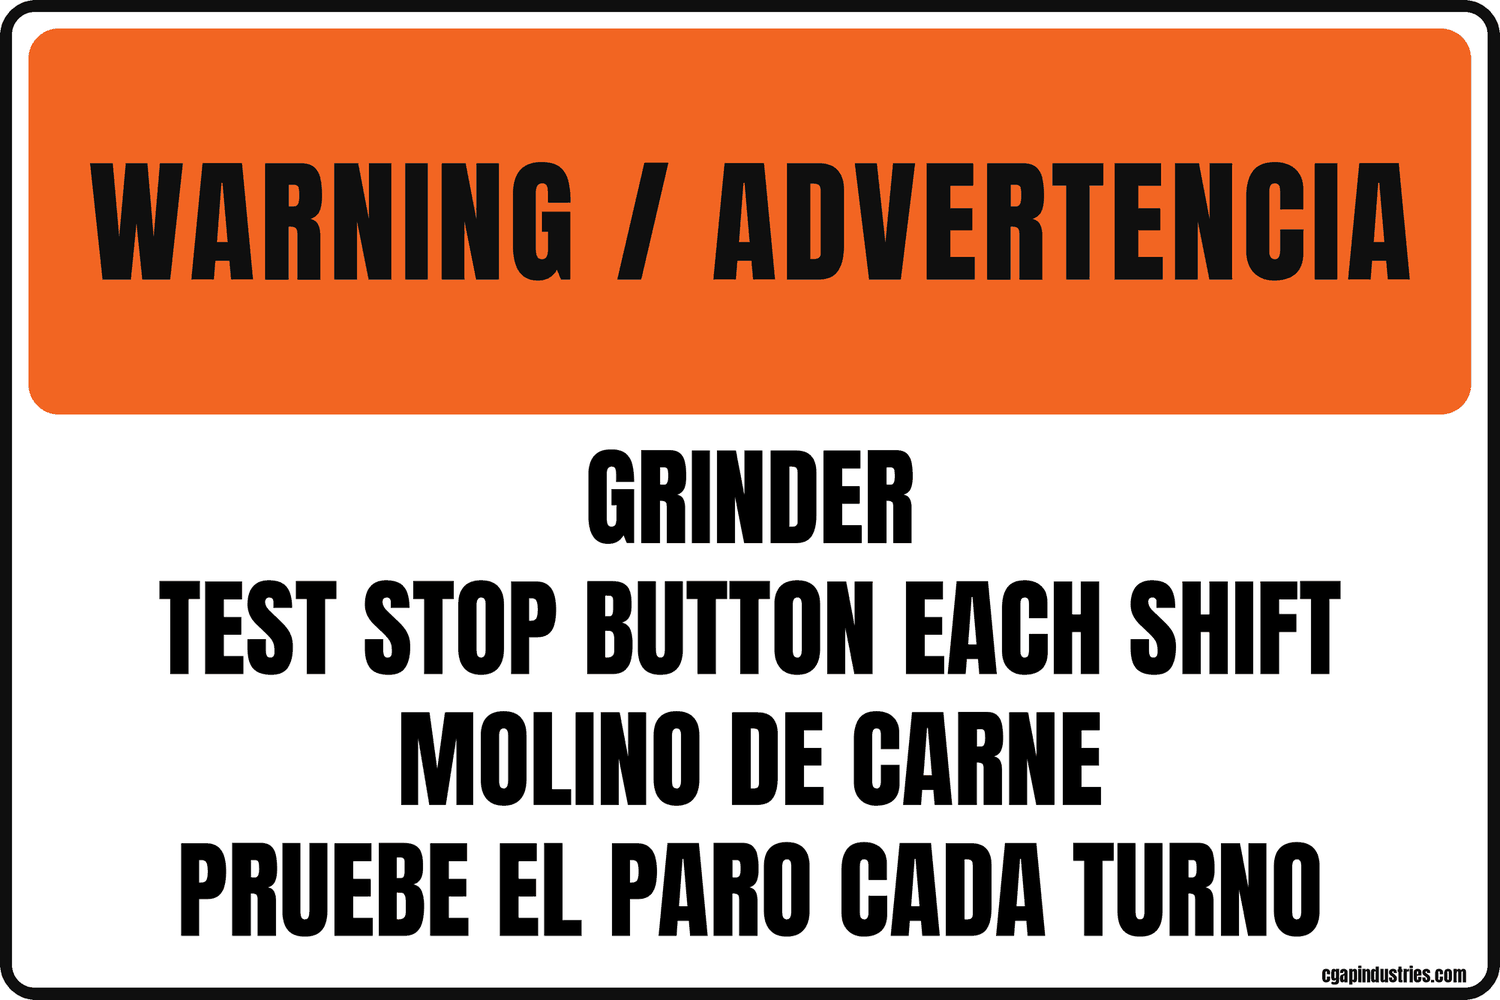 WARNING / ADVERTENCIA
GRINDER
TEST STOP BUTTON EACH SHIFT
MOLINO DE CARNE
PRUEBE EL PARO CADA TURNO
cgapindustries.com